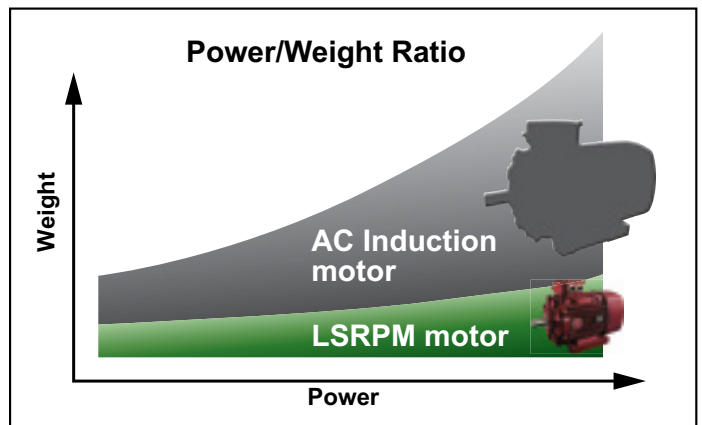 Power/Weight Ratio
Weight
AC Induction
motor
LSRPM motor
Power